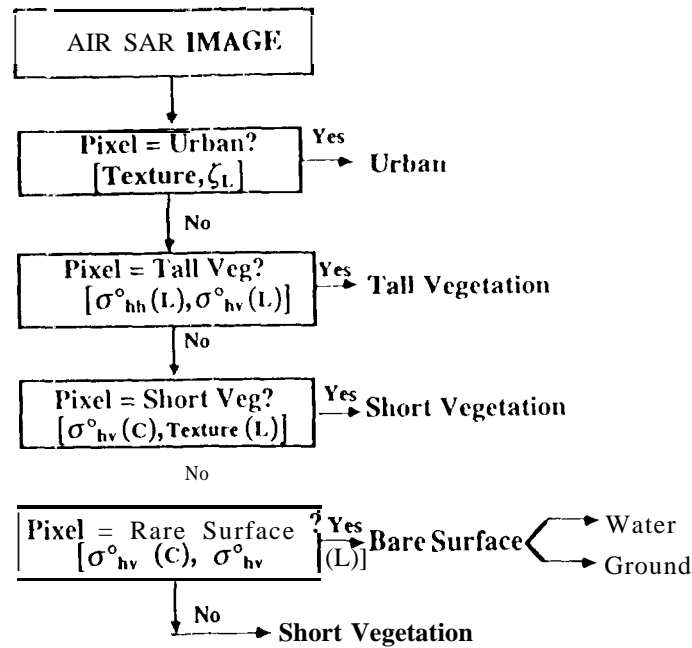 AIR SAR IMAGE
Pixel = Urban?
[Texture, ζL]
Yes
Urban
No
Pixel = Tall Veg?
[σ°hh(L), σ°hv(L)]
Yes
Tall Vegetation
No
Pixel = Short Veg?
[σ°hv(C), Texture (L)]
Yes
Short Vegetation
No
Pixel = Rare Surface ?
[σ°hv (C), σ°hv (L)]
Yes
Bare Surface
Water
Ground
No
Short Vegetation